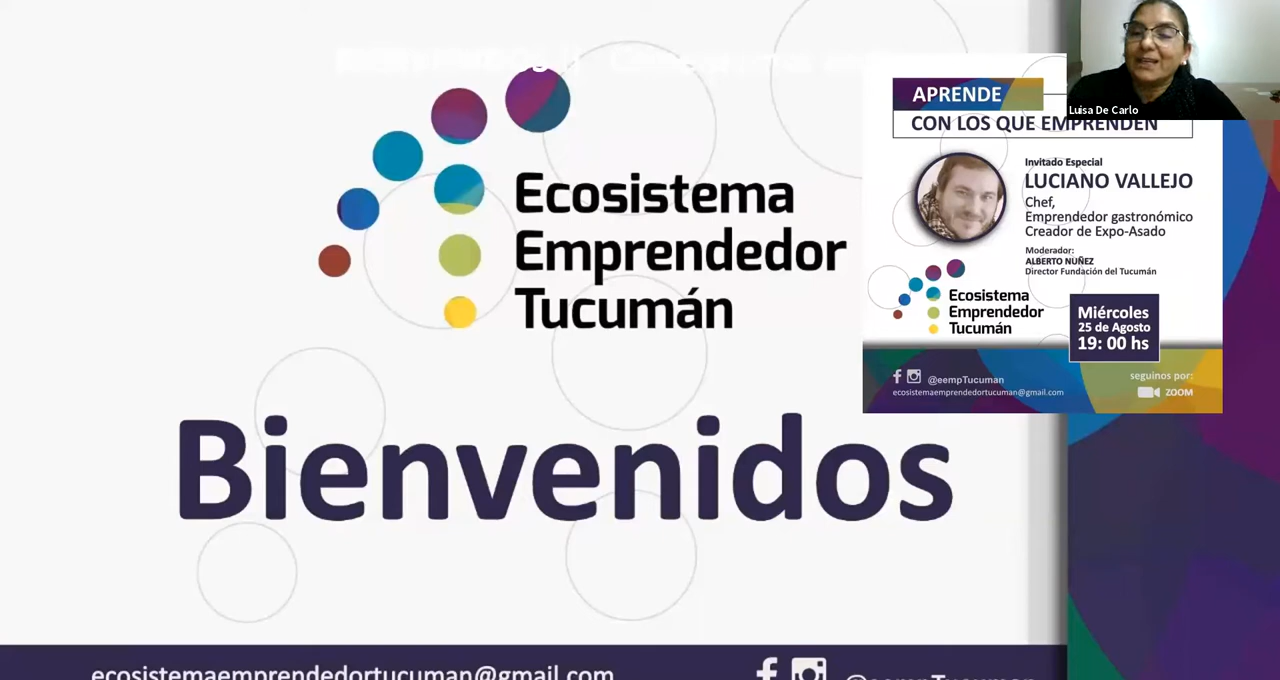 Ecosistema
Emprendedor
Tucumán
Bienvenidos
ecosistemaemprendedortucuman@gmail.com
@eempTucuman
Luisa De Carlo
APRENDE
CON LOS QUE EMPRENDEN
Invitado Especial
LUCIANO VALLEJO
Chef,
Emprendedor gastronómico
Creador de Expo-Asado
Moderador:
ALBERTO NUÑEZ
Director Fundación del Tucumán
Ecosistema
Emprendedor
Tucumán
Miércoles
25 de Agosto
19: 00 hs
@eempTucuman
ecosistemaemprendedortucuman@gmail.com
seguinos por:
ZOOM